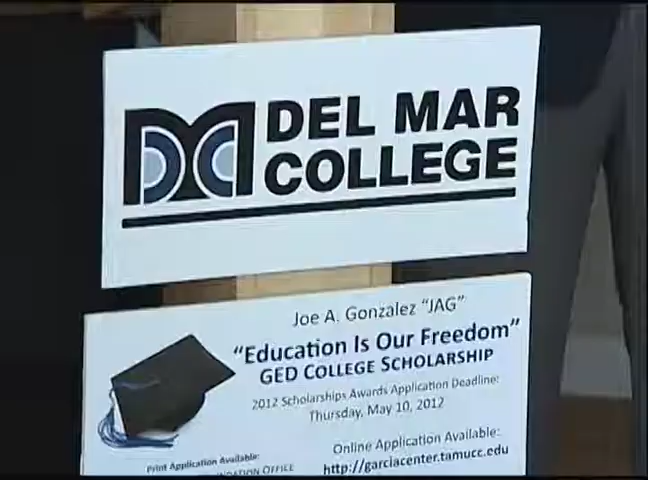 DEL MAR
COLLEGE
Joe A. Gonzalez "JAG"
"Education Is Our Freedom"
GED COLLEGE SCHOLARSHIP
2012 Scholarships Awards Application Deadline:
Thursday, May 10, 2012
Print Application Available:
Online Application Available:
OFFICE
http://garciacenter.tamucc.edu